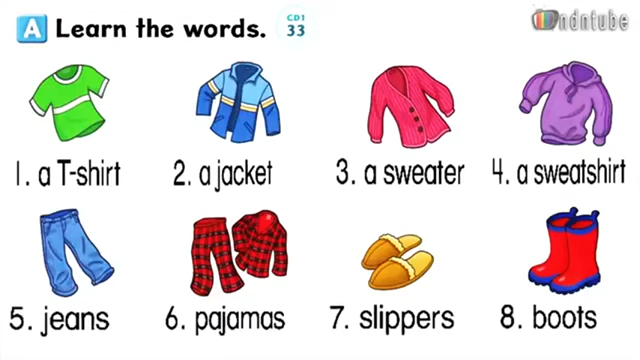 A Learn the words. CD1
33
ndntube
1. a T-shirt 2. a jacket 3. a sweater 4. a sweatshirt
5. jeans 6. pajamas 7. slippers 8. boots